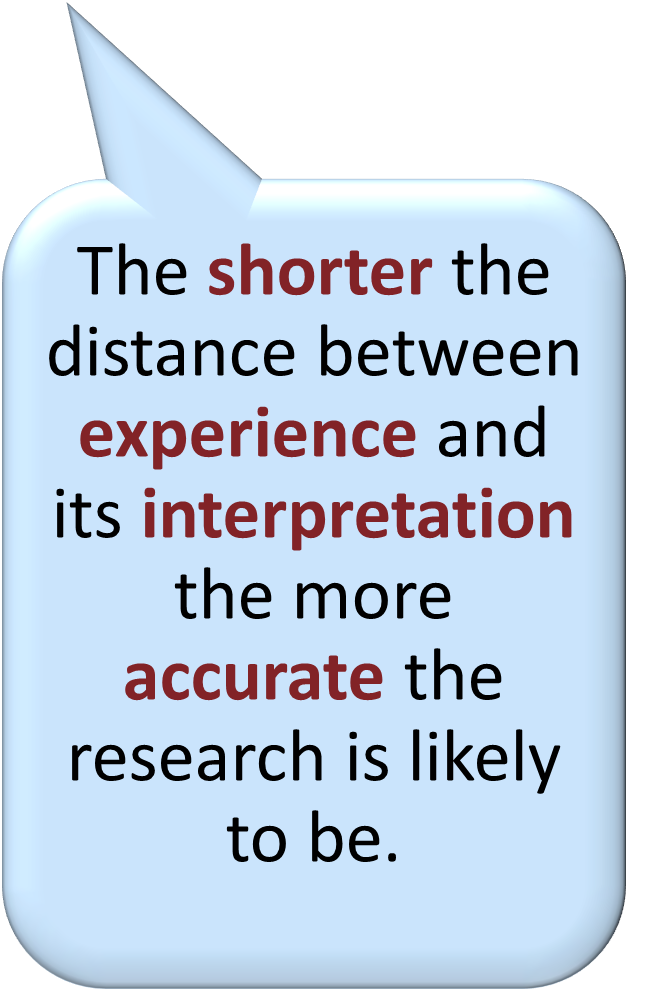 The shorter the
distance between
experience and
its interpretation
the more
accurate the
research is likely
to be.